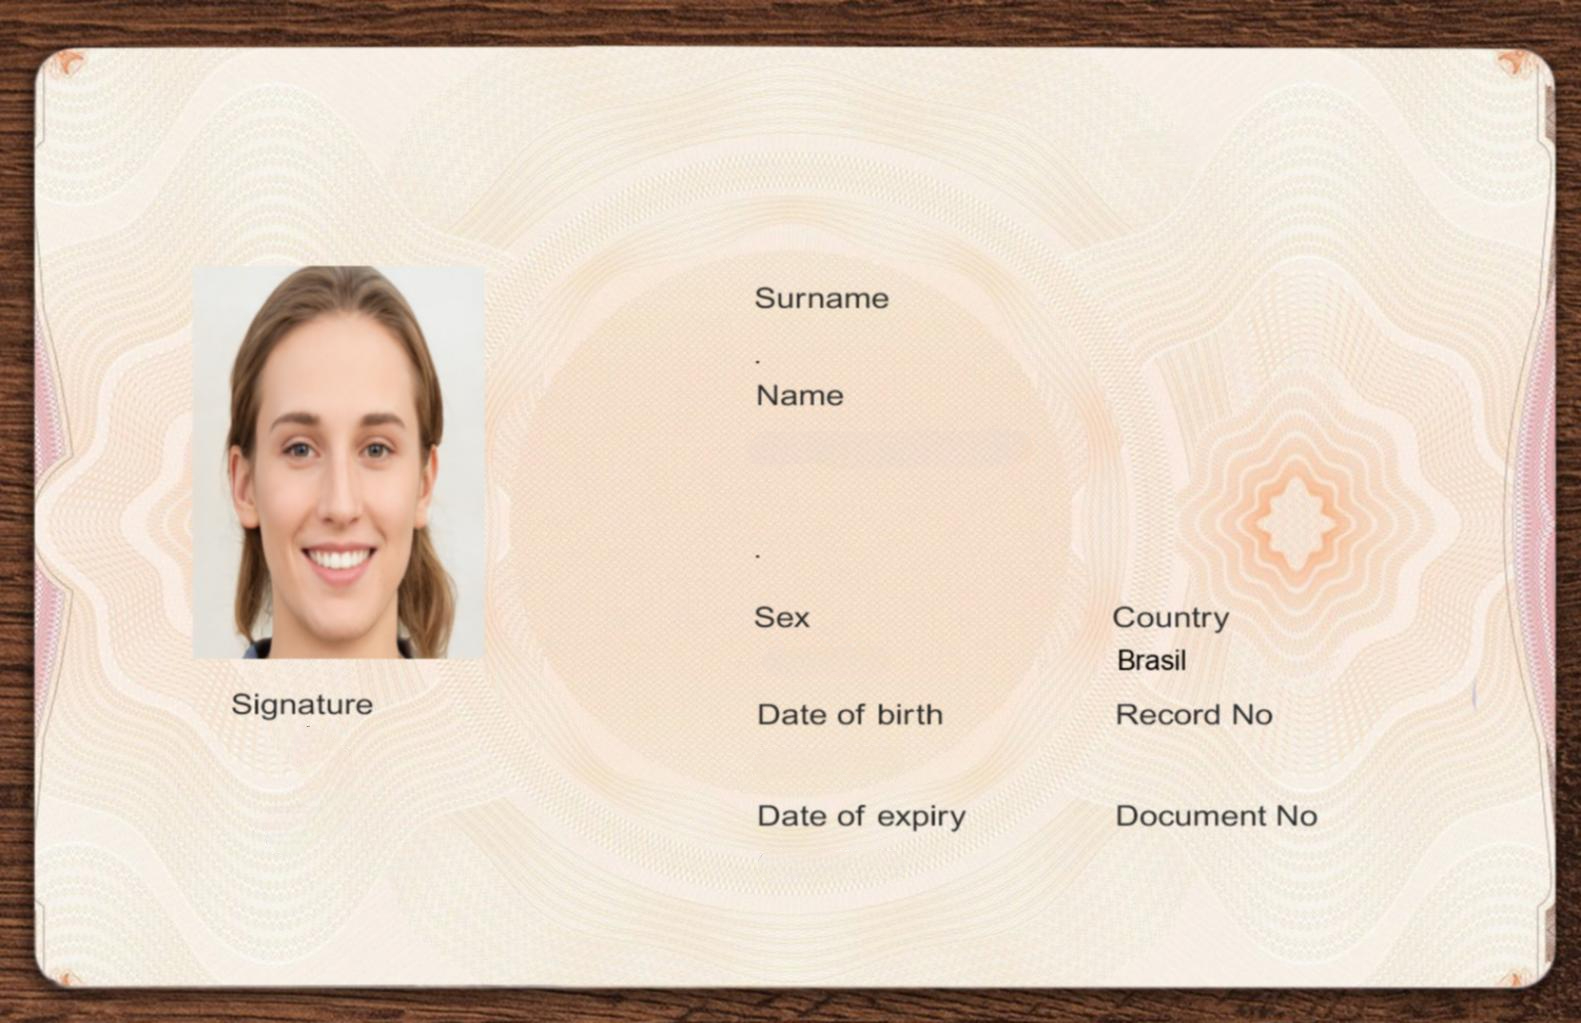 Surname
.
Name
.
Sex
Country
Brasil
Signature
Date of birth
Record No
Date of expiry
Document No